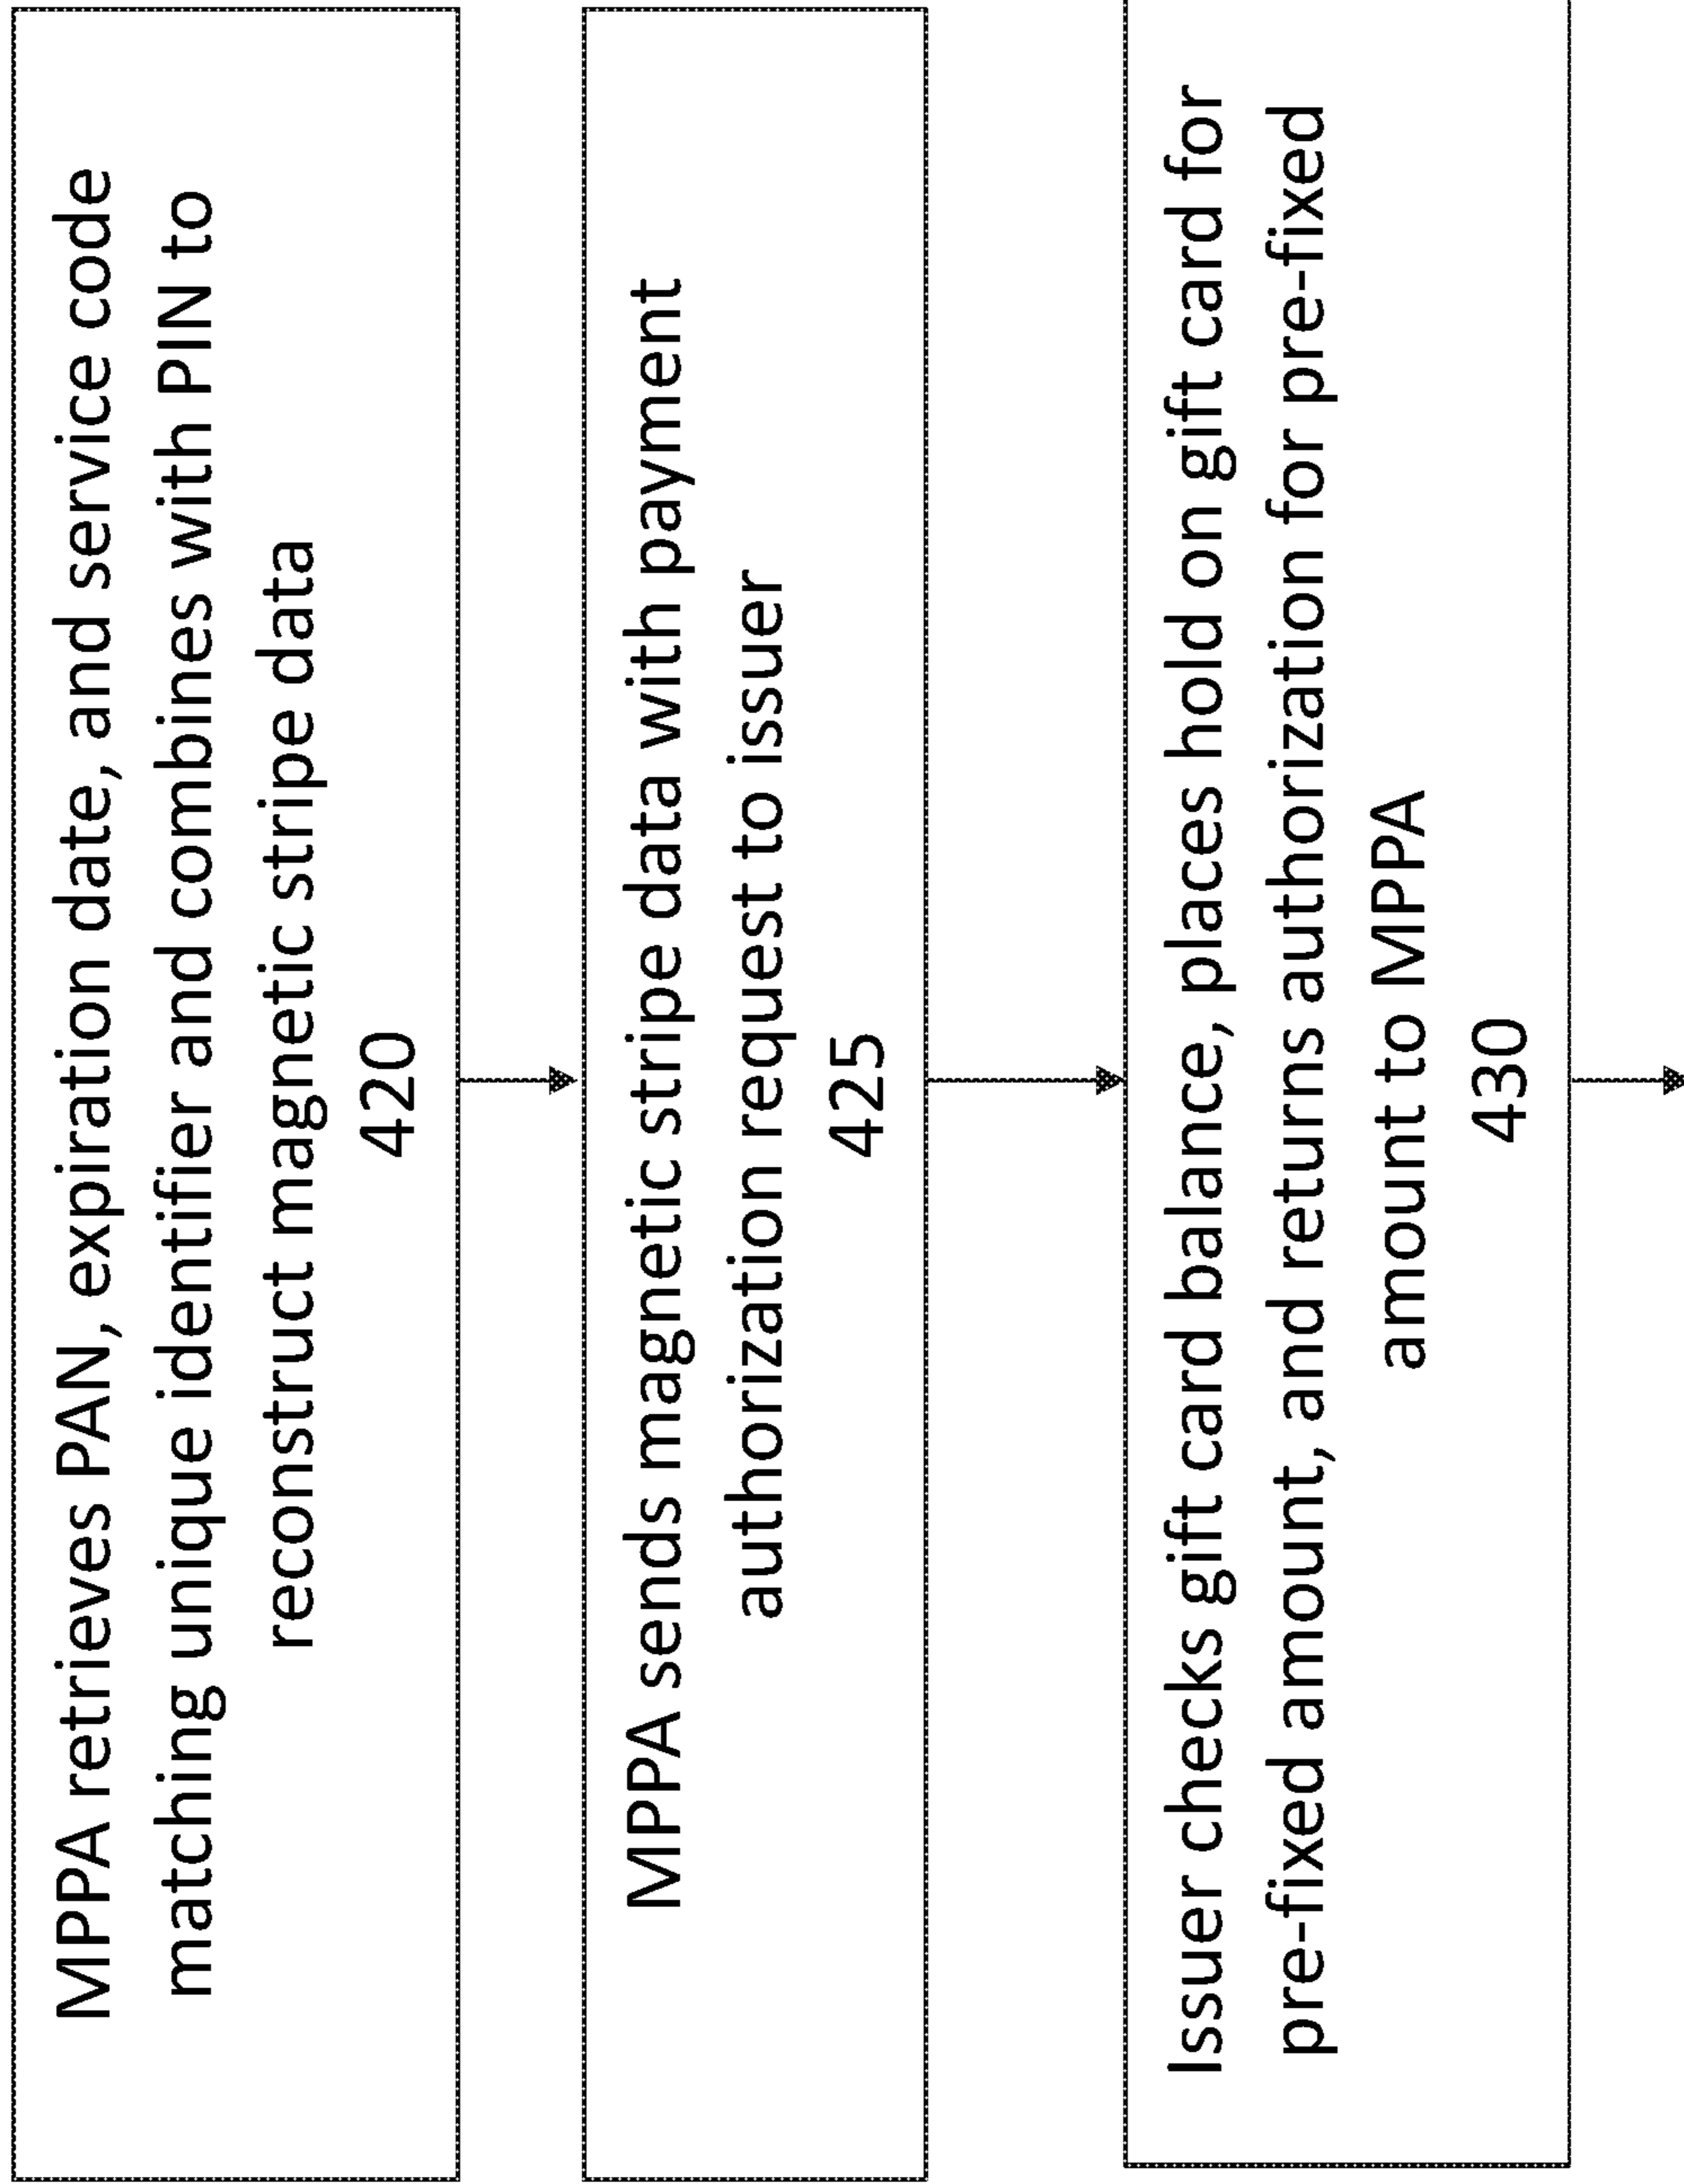 MPPA retrieves PAN, expiration date, and service code
matching unique identifier and combines with PIN to
reconstruct magnetic stripe data
420
MPPA sends magnetic stripe data with payment
authorization request to issuer
425
Issuer checks gift card balance, places hold on gift card for
pre-fixed amount, and returns authorization for pre-fixed
amount to MPPA
430